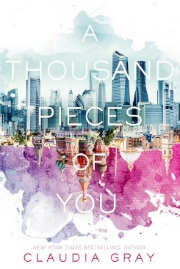 A
THOUSAND
PIECES
OF
YOU
NEW YORK TIMES BESTSELLING AUTHOR
CLAUDIA GRAY